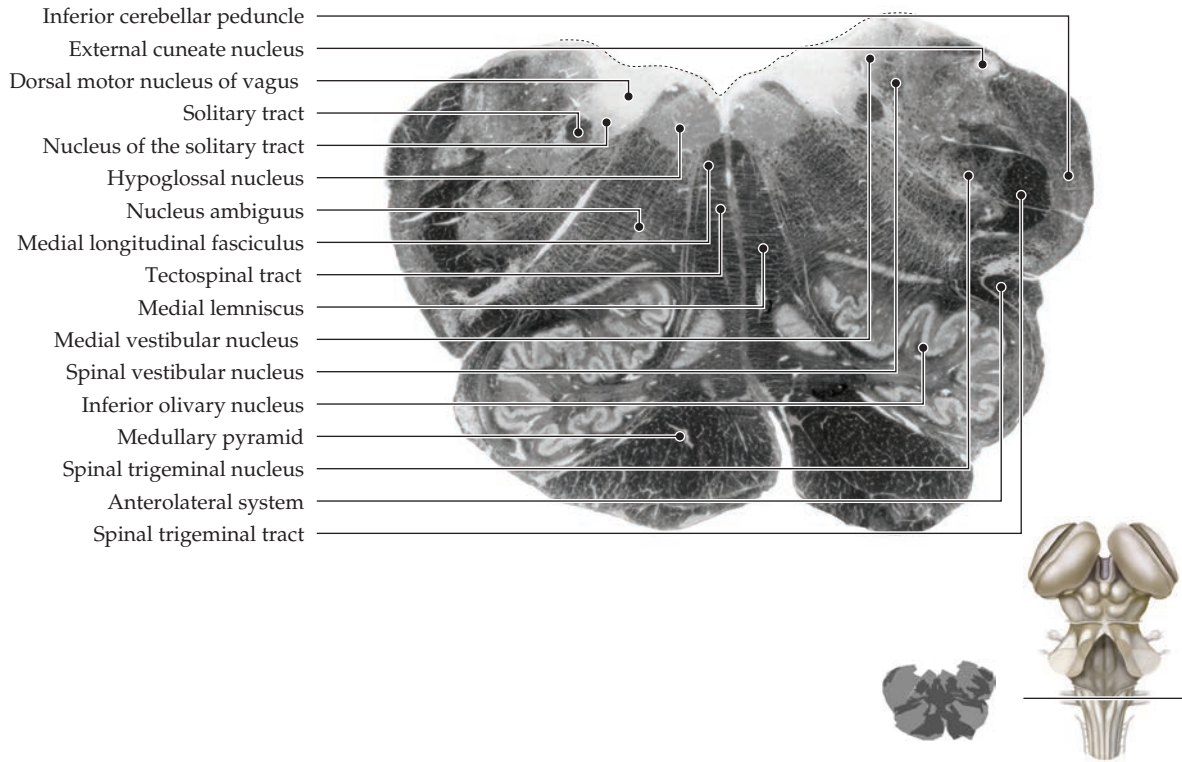 Inferior cerebellar peduncle
External cuneate nucleus
Dorsal motor nucleus of vagus
Solitary tract
Nucleus of the solitary tract
Hypoglossal nucleus
Nucleus ambiguus
Medial longitudinal fasciculus
Tectospinal tract
Medial lemniscus
Medial vestibular nucleus
Spinal vestibular nucleus
Inferior olivary nucleus
Medullary pyramid
Spinal trigeminal nucleus
Anterolateral system
Spinal trigeminal tract